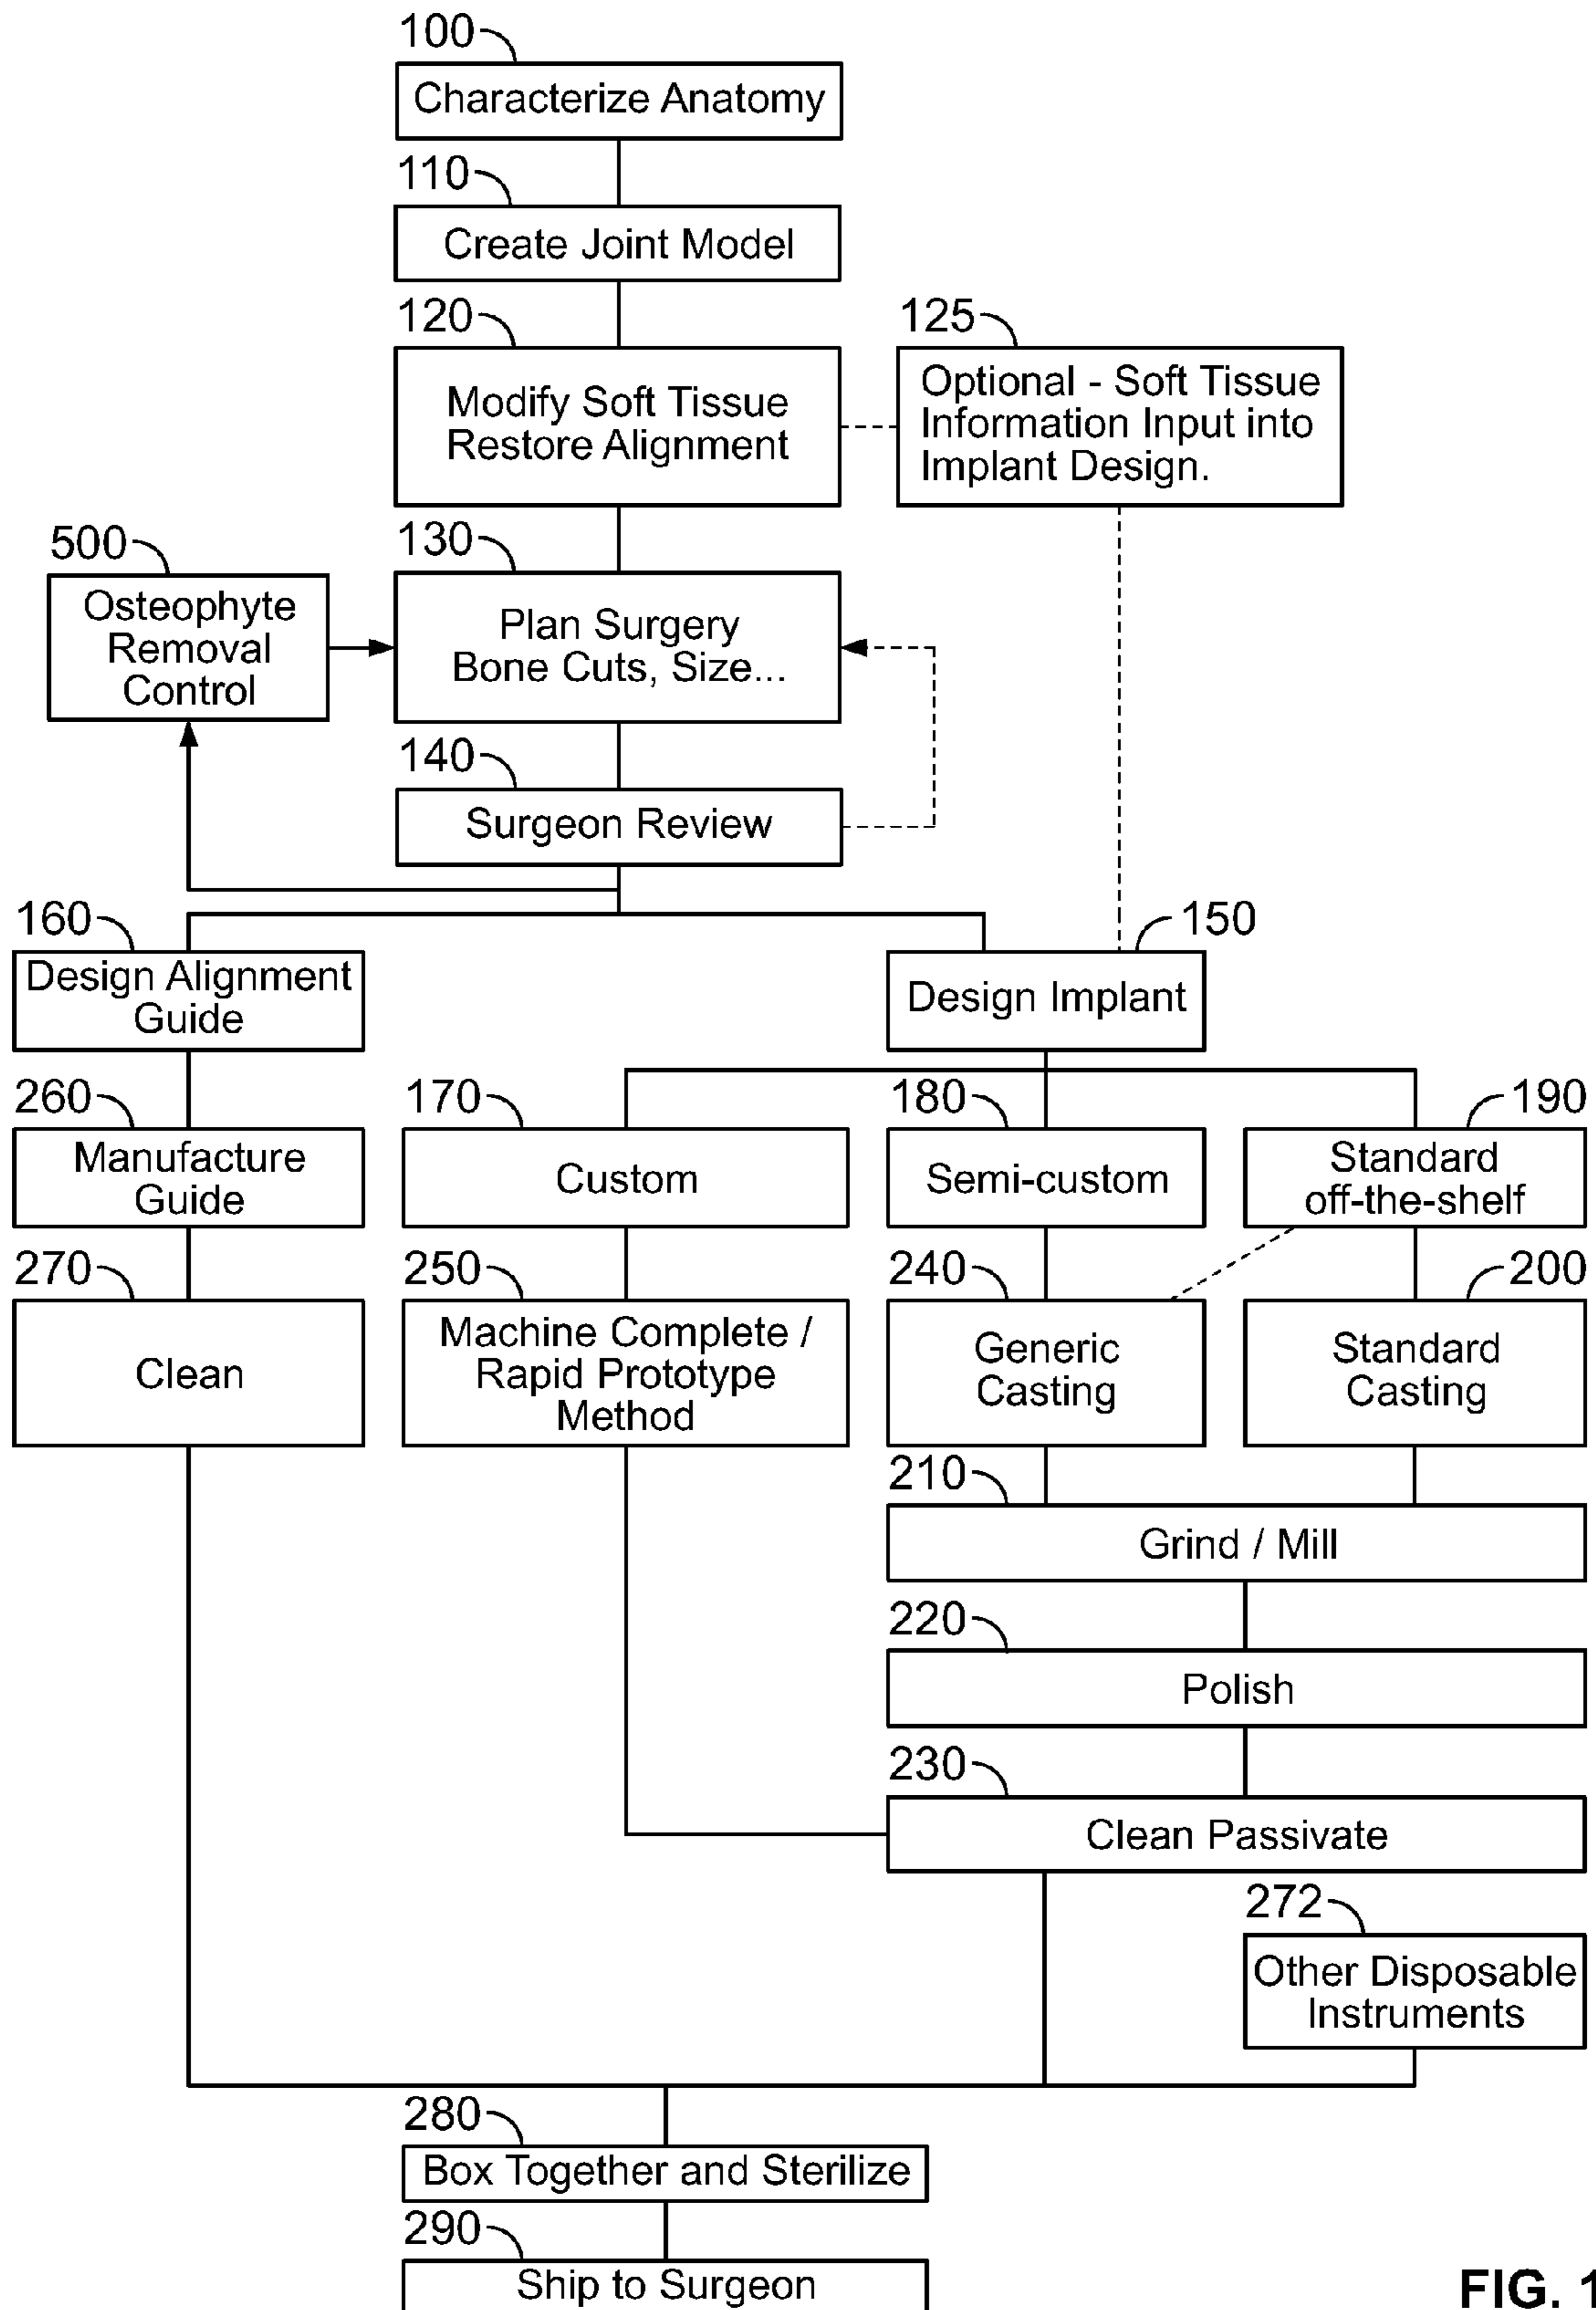 100
Characterize Anatomy
110
Create Joint Model
120
125
Modify Soft Tissue
Restore Alignment
Optional - Soft Tissue
Information Input into
Implant Design.
500
130
Osteophyte
Removal
Control
Plan Surgery
Bone Cuts, Size...
140
Surgeon Review
160
150
Design Alignment
Guide
Design Implant
260
170
180
190
Manufacture
Guide
Custom
Semi-custom
Standard
off-the-shelf
270
250
240
200
Clean
Machine Complete /
Rapid Prototype
Method
Generic
Casting
Standard
Casting
210
Grind / Mill
220
Polish
230
Clean Passivate
272
Other Disposable
Instruments
280
Box Together and Sterilize
290
Ship to Surgeon
FIG. 1